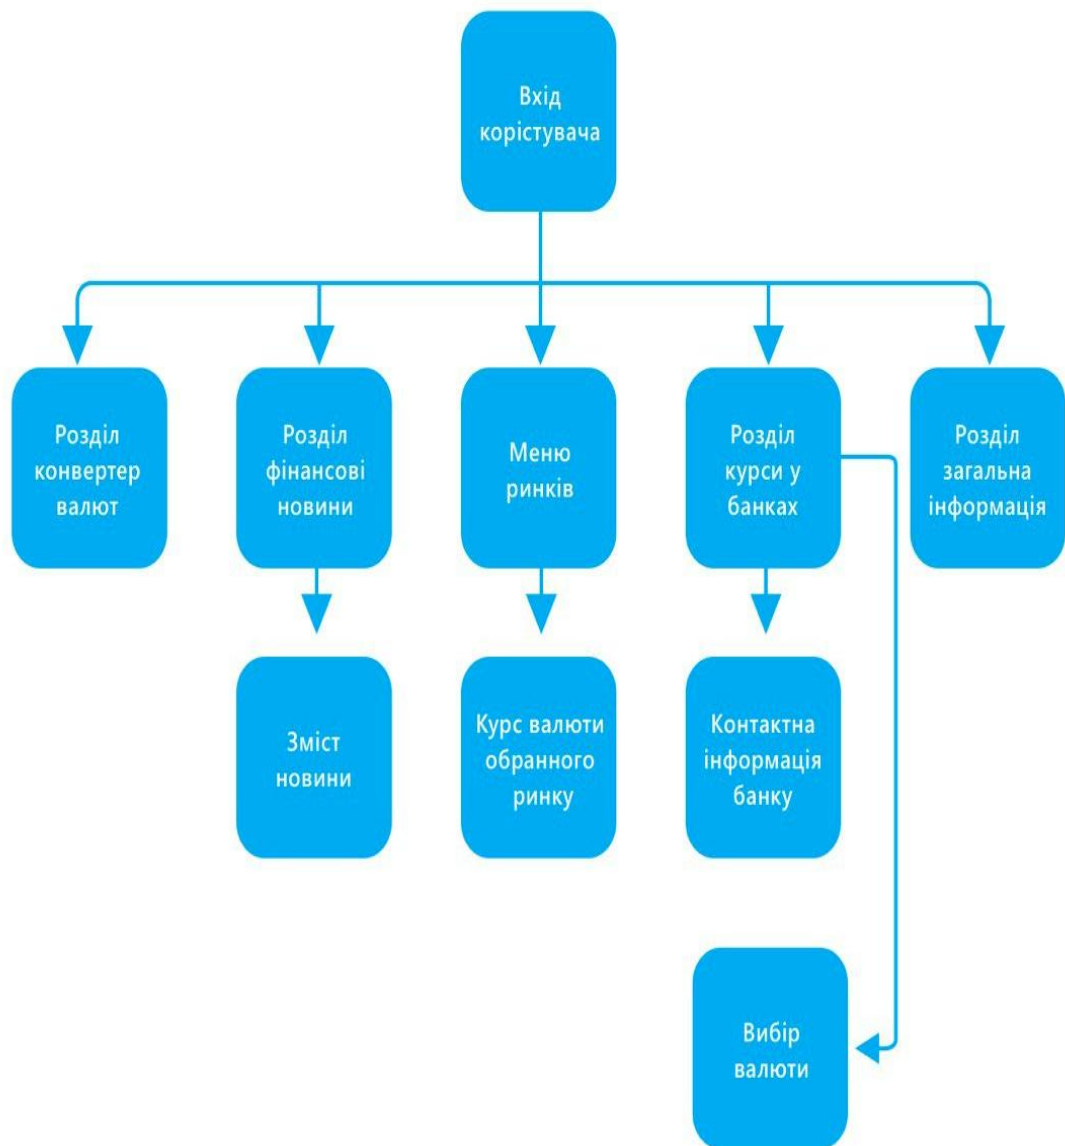 Вхід
корістувача
Розділ
конвертер
валют
Розділ
фінансові
новини
Меню
ринків
Розділ
курси у
банках
Розділ
загальна
інформація
Зміст
новини
Курс валюти
обранного
ринку
Контактна
інформація
банку
Вибір
валюти